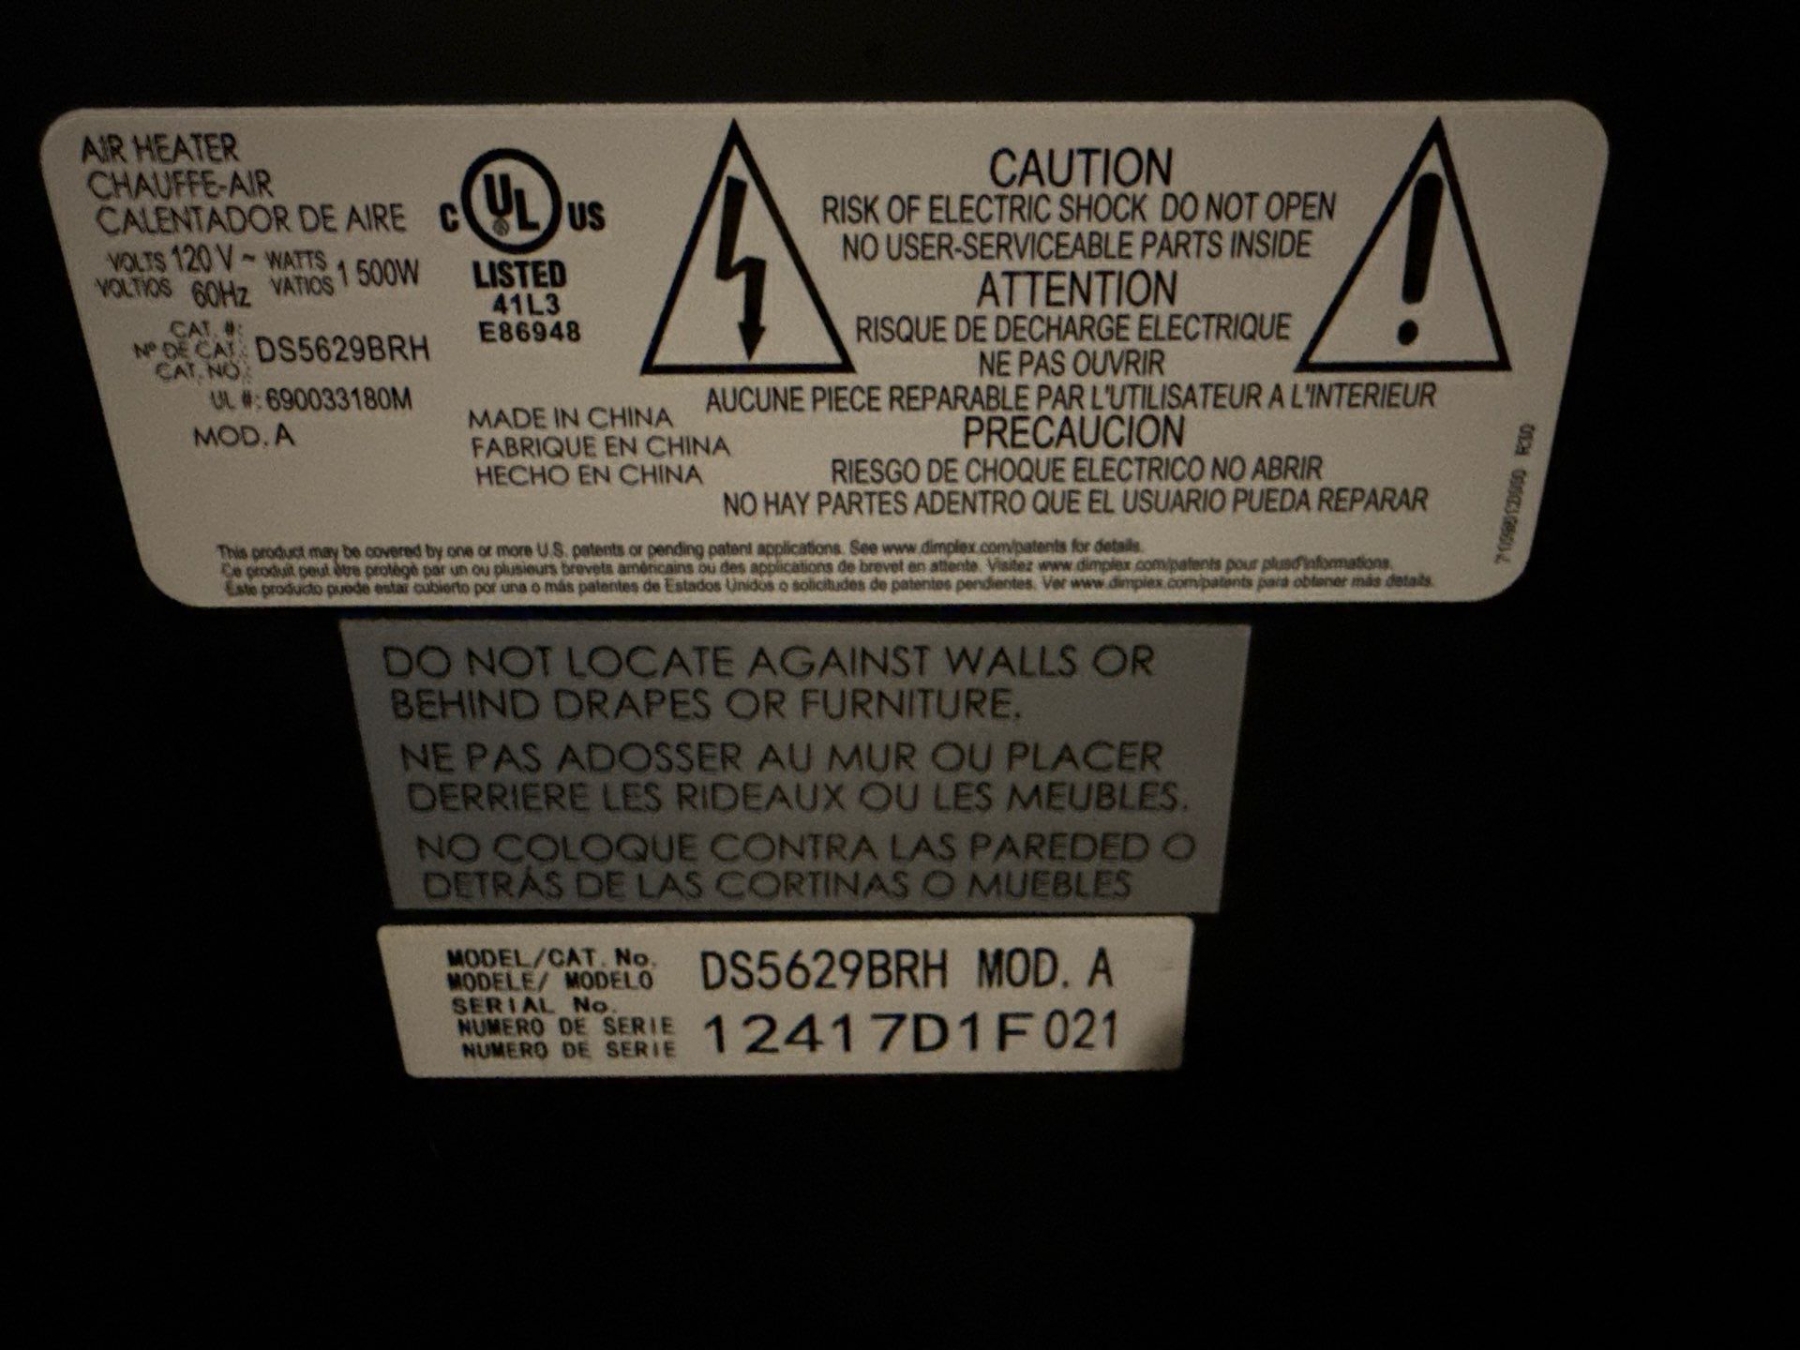 AIR HEATER
CHAUFFE-AIR
CALENTADOR DE AIRE
VOLTS 120 V ~ WATTS 1 500W
VOLTIOS 60Hz VATIOS
CAT. #:
Nº DE CAT.: DS5629BRH
CAT. NO.:
UL #: 690033180M
MOD. A
C UL ® US
LISTED
41L3
E86948
MADE IN CHINA
FABRIQUE EN CHINA
HECHO EN CHINA
CAUTION
RISK OF ELECTRIC SHOCK DO NOT OPEN
NO USER-SERVICEABLE PARTS INSIDE
ATTENTION
RISQUE DE DECHARGE ELECTRIQUE
NE PAS OUVRIR
AUCUNE PIECE REPARABLE PAR L'UTILISATEUR A L'INTERIEUR
PRECAUCION
RIESGO DE CHOQUE ELECTRICO NO ABRIR
NO HAY PARTES ADENTRO QUE EL USUARIO PUEDA REPARAR
This product may be covered by one or more U.S. patents or pending patent applications. See www.dimplex.com/patents for details.
Ce produit peut être protégé par un ou plusieurs brevets américains ou des applications de brevet en attente. Visitez www.dimplex.com/patents pour plusd'informations.
Este producto puede estar cubierto por una o más patentes de Estados Unidos o solicitudes de patentes pendientes. Ver www.dimplex.com/patents para obtener más details.
DO NOT LOCATE AGAINST WALLS OR
BEHIND DRAPES OR FURNITURE.
NE PAS ADOSSER AU MUR OU PLACER
DERRIERE LES RIDEAUX OU LES MEUBLES.
NO COLOQUE CONTRA LAS PAREDED O
DETRÁS DE LAS CORTINAS O MUEBLES
MODEL/CAT. No.
MODELE/ MODELO DS5629BRH MOD. A
SERIAL No.
NUMERO DE SERIE 12417D1F021
NUMERO DE SERIE